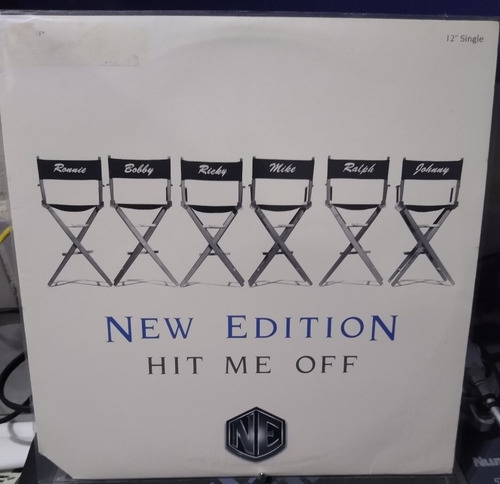 12" Single
Ronnie Bobby Ricky Mike Ralph Johnny
NEW EDITION
HIT ME OFF
NE